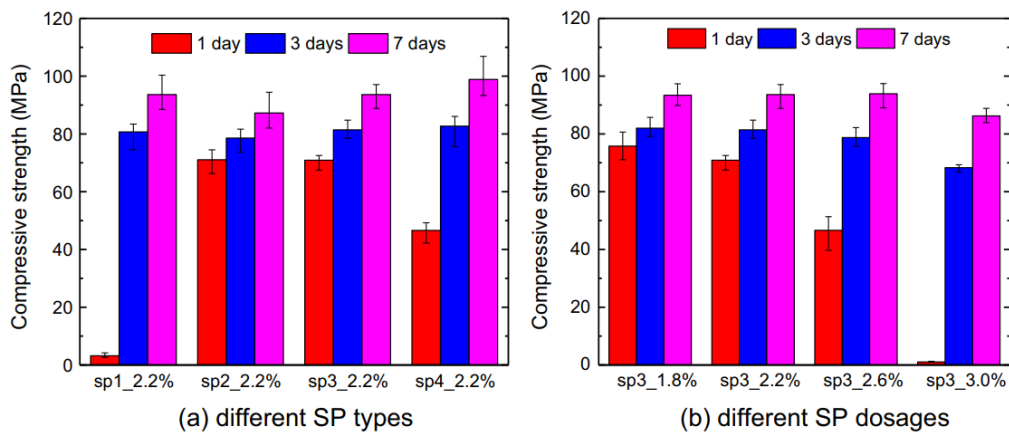 120
100
80
60
40
20
0
Compressive strength (MPa)
1 day 3 days 7 days
sp1_2.2% sp2_2.2% sp3_2.2% sp4_2.2%
(a) different SP types
120
100
80
60
40
20
0
Compressive strength (MPa)
1 day 3 days 7 days
sp3_1.8% sp3_2.2% sp3_2.6% sp3_3.0%
(b) different SP dosages